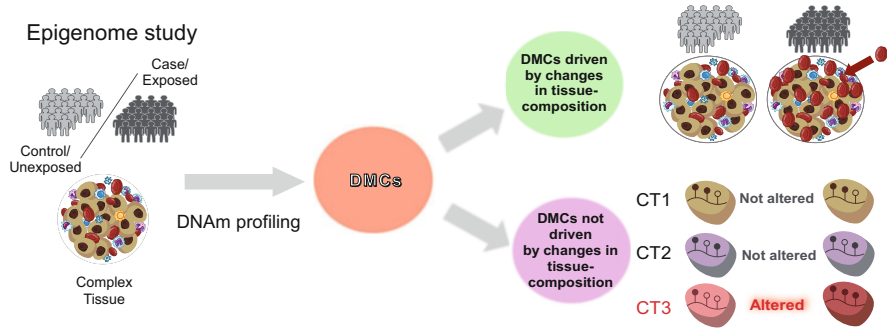 Epigenome study
Case/
Exposed
Control/
Unexposed
Complex
Tissue
DNAm profiling
DMCs
DMCs driven
by changes
in tissue-
composition
DMCs not
driven
by changes in
tissue-
composition
CT1
Not altered
CT2
Not altered
CT3
Altered